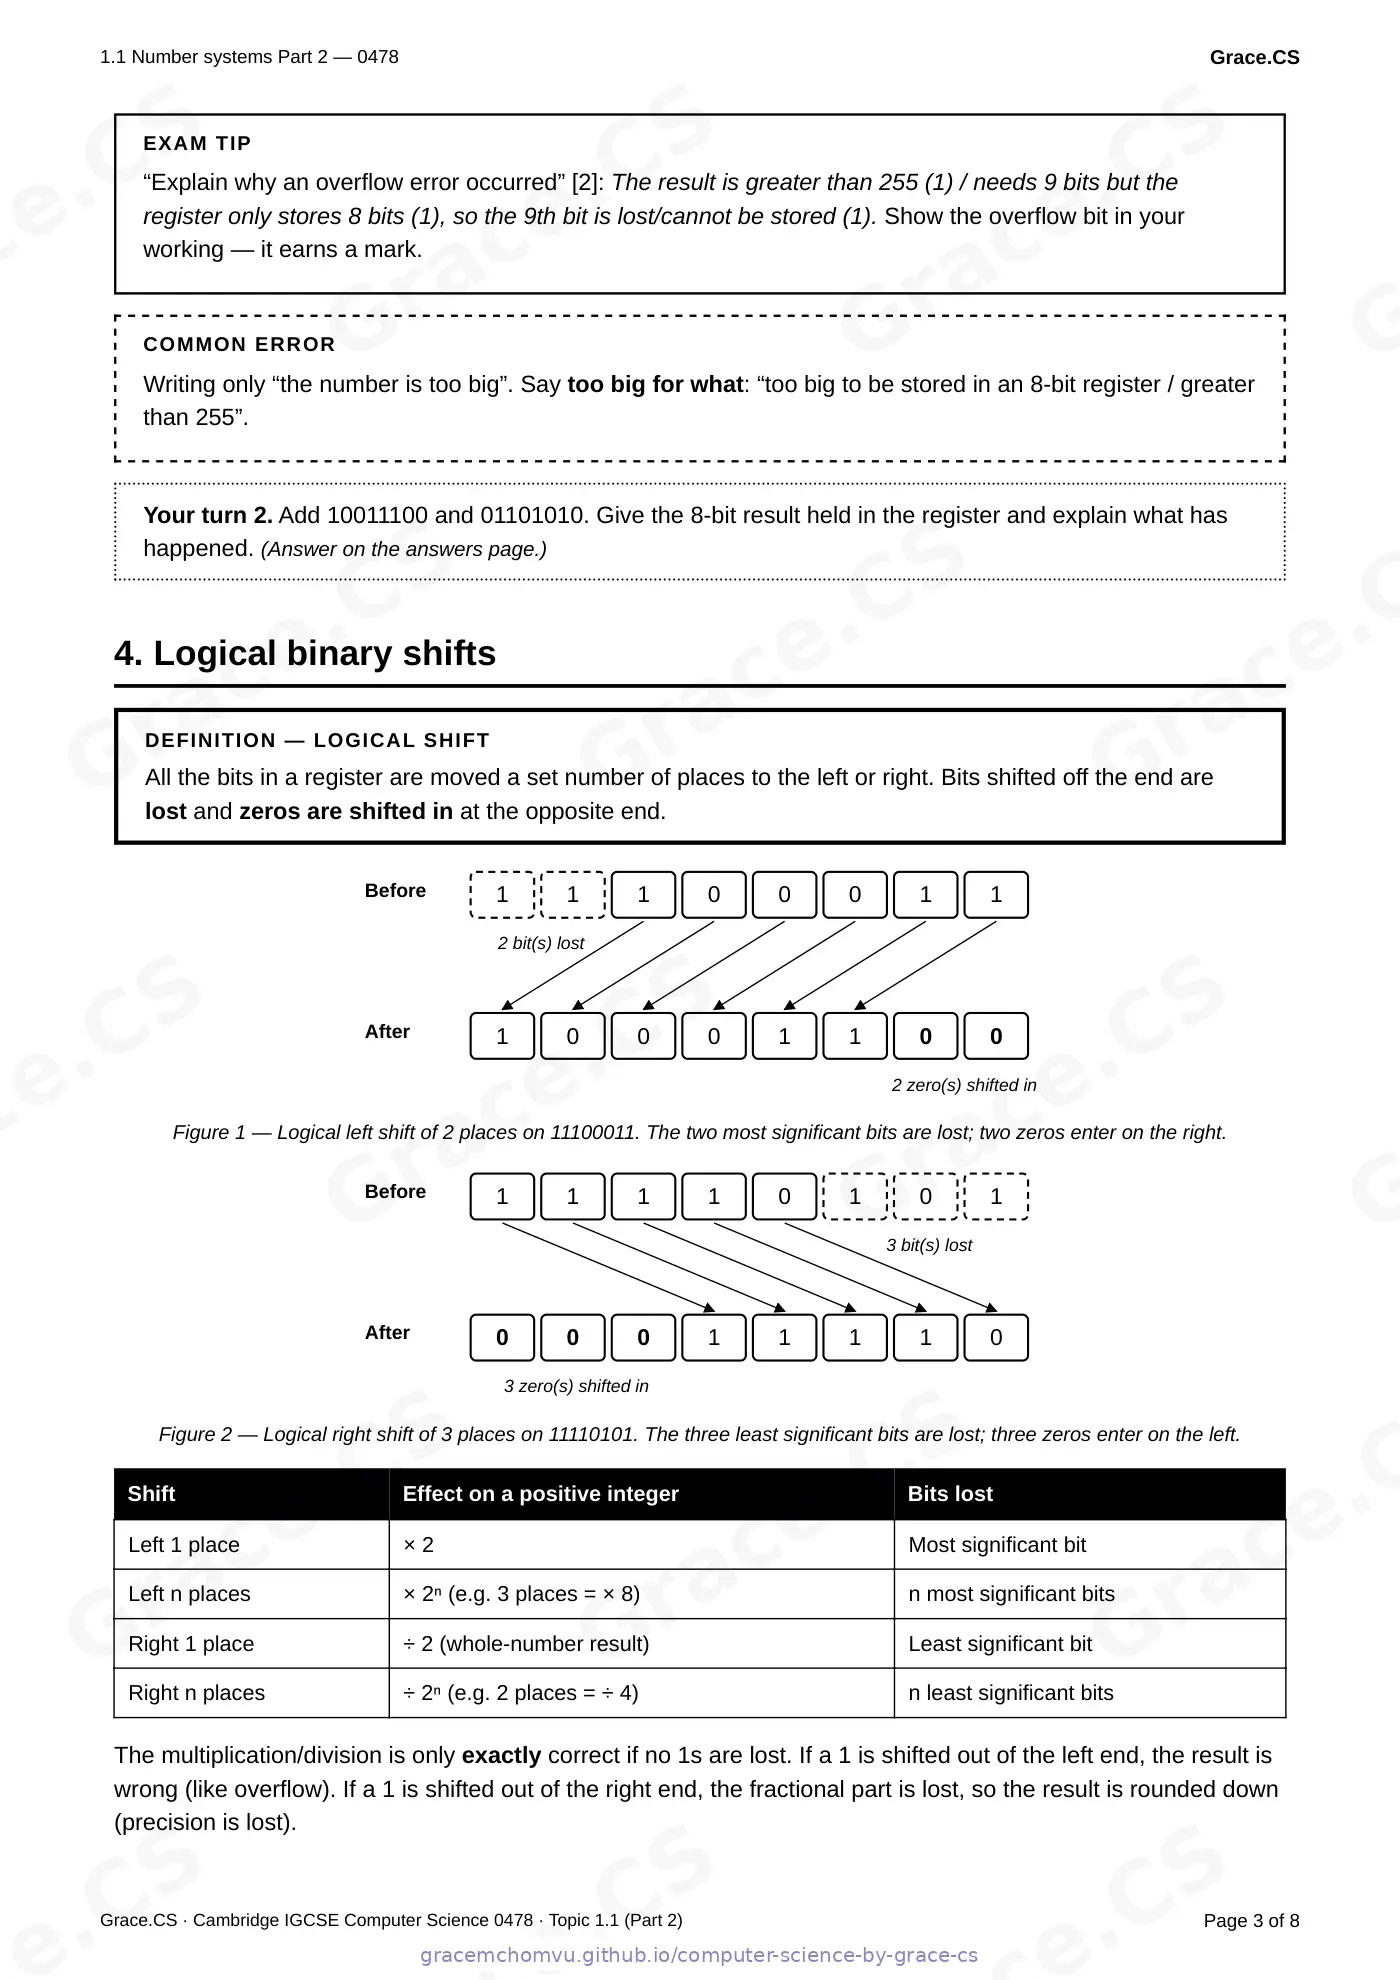 1.1 Number systems Part 2 — 0478
Grace.CS
EXAM TIP
“Explain why an overflow error occurred” [2]: The result is greater than 255 (1) / needs 9 bits but the
register only stores 8 bits (1), so the 9th bit is lost/cannot be stored (1). Show the overflow bit in your
working — it earns a mark.
COMMON ERROR
Writing only “the number is too big”. Say too big for what: “too big to be stored in an 8-bit register / greater
than 255”.
Your turn 2. Add 10011100 and 01101010. Give the 8-bit result held in the register and explain what has
happened. (Answer on the answers page.)
4. Logical binary shifts
DEFINITION — LOGICAL SHIFT
All the bits in a register are moved a set number of places to the left or right. Bits shifted off the end are
lost and zeros are shifted in at the opposite end.
Before 1 1 1 0 0 0 1 1
2 bit(s) lost
After 1 0 0 0 1 1 0 0
2 zero(s) shifted in
Figure 1 — Logical left shift of 2 places on 11100011. The two most significant bits are lost; two zeros enter on the right.
Before 1 1 1 1 0 1 0 1
3 bit(s) lost
After 0 0 0 1 1 1 1 0
3 zero(s) shifted in
Figure 2 — Logical right shift of 3 places on 11110101. The three least significant bits are lost; three zeros enter on the left.
Shift Effect on a positive integer Bits lost
Left 1 place × 2 Most significant bit
Left n places × 2ⁿ (e.g. 3 places = × 8) n most significant bits
Right 1 place ÷ 2 (whole-number result) Least significant bit
Right n places ÷ 2ⁿ (e.g. 2 places = ÷ 4) n least significant bits
The multiplication/division is only exactly correct if no 1s are lost. If a 1 is shifted out of the left end, the result is
wrong (like overflow). If a 1 is shifted out of the right end, the fractional part is lost, so the result is rounded down
(precision is lost).
Grace.CS · Cambridge IGCSE Computer Science 0478 · Topic 1.1 (Part 2)
Page 3 of 8
gracemchomvu.github.io/computer-science-by-grace-cs